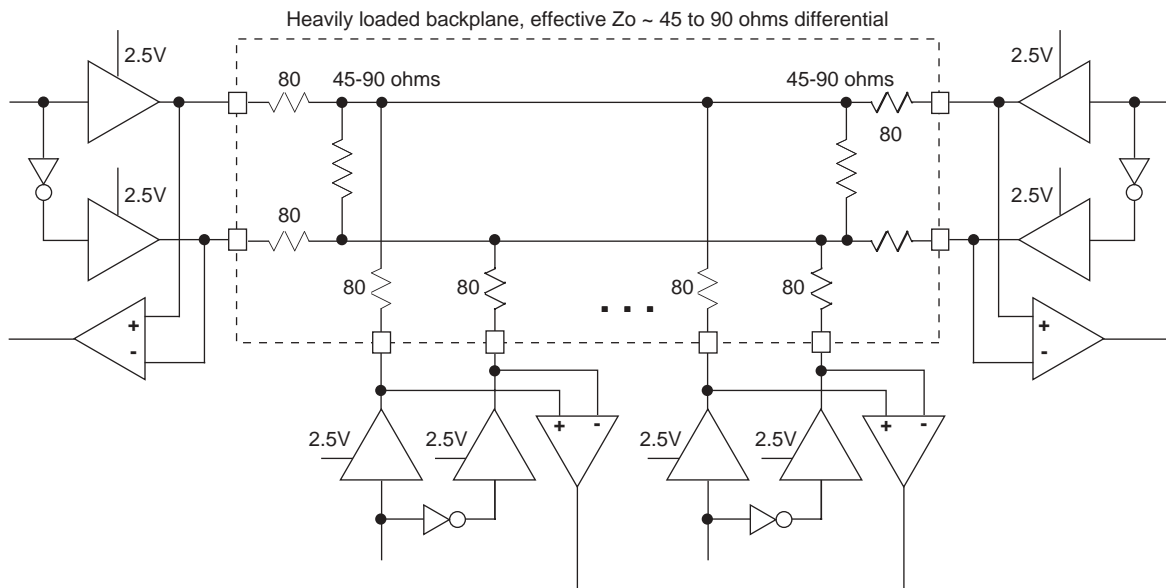 Heavily loaded backplane, effective Zo ~ 45 to 90 ohms differential
2.5V
80
45-90 ohms
45-90 ohms
2.5V
80
2.5V
80
2.5V
80
80
. . .
80
80
+
-
+
-
2.5V
2.5V
+
-
2.5V
2.5V
+
-